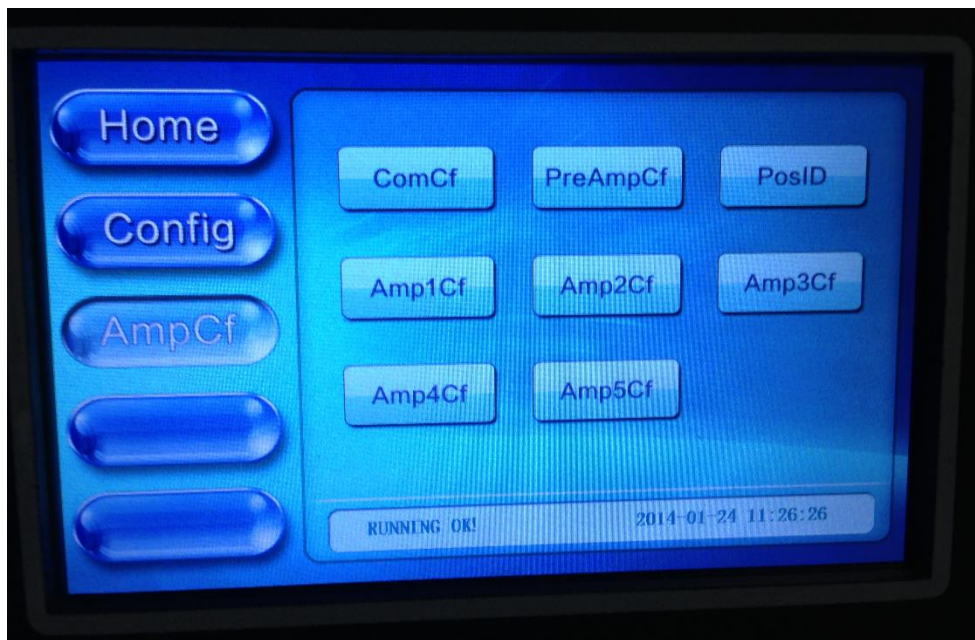 Home
Config
AmpCf
ComCf PreAmpCf PosID
Amp1Cf Amp2Cf Amp3Cf
Amp4Cf Amp5Cf
RUNNING OK! 2014-01-24 11:26:26